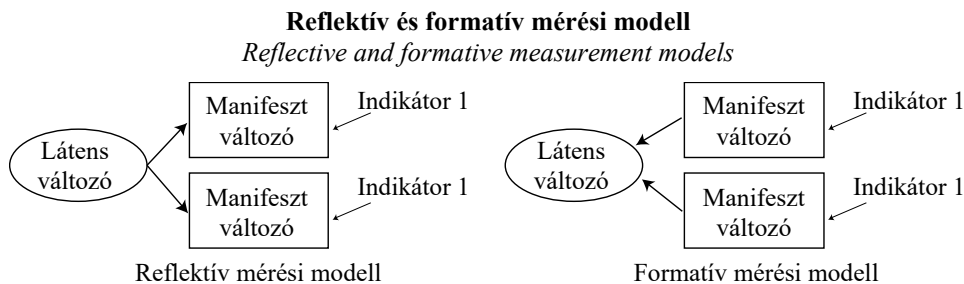 Reflektív és formatív mérési modell
Reflective and formative measurement models
Manifeszt
változó
Indikátor 1
Látens
változó
Manifeszt
változó
Indikátor 1
Reflektív mérési modell
Manifeszt
változó
Indikátor 1
Látens
változó
Manifeszt
változó
Indikátor 1
Formatív mérési modell